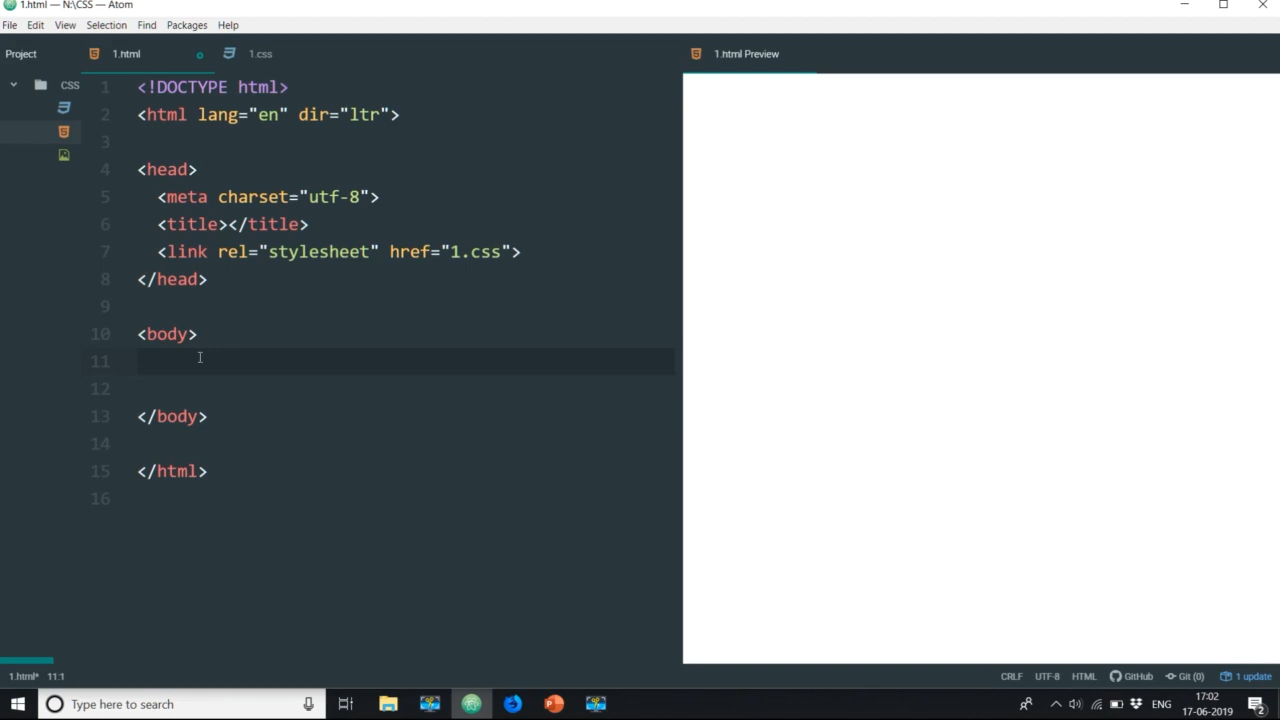 1.html — N:\CSS — Atom
File Edit View Selection Find Packages Help
Project 1.html 1.css 1.html Preview
CSS
1 <!DOCTYPE html>
2 <html lang="en" dir="ltr">
3
4 <head>
5 <meta charset="utf-8">
6 <title></title>
7 <link rel="stylesheet" href="1.css">
8 </head>
9
10 <body>
11
12
13 </body>
14
15 </html>
16
1.html* 11:1 CRLF UTF-8 HTML GitHub Git (0) 1 update
Type here to search ENG 17:02
17-06-2019 2